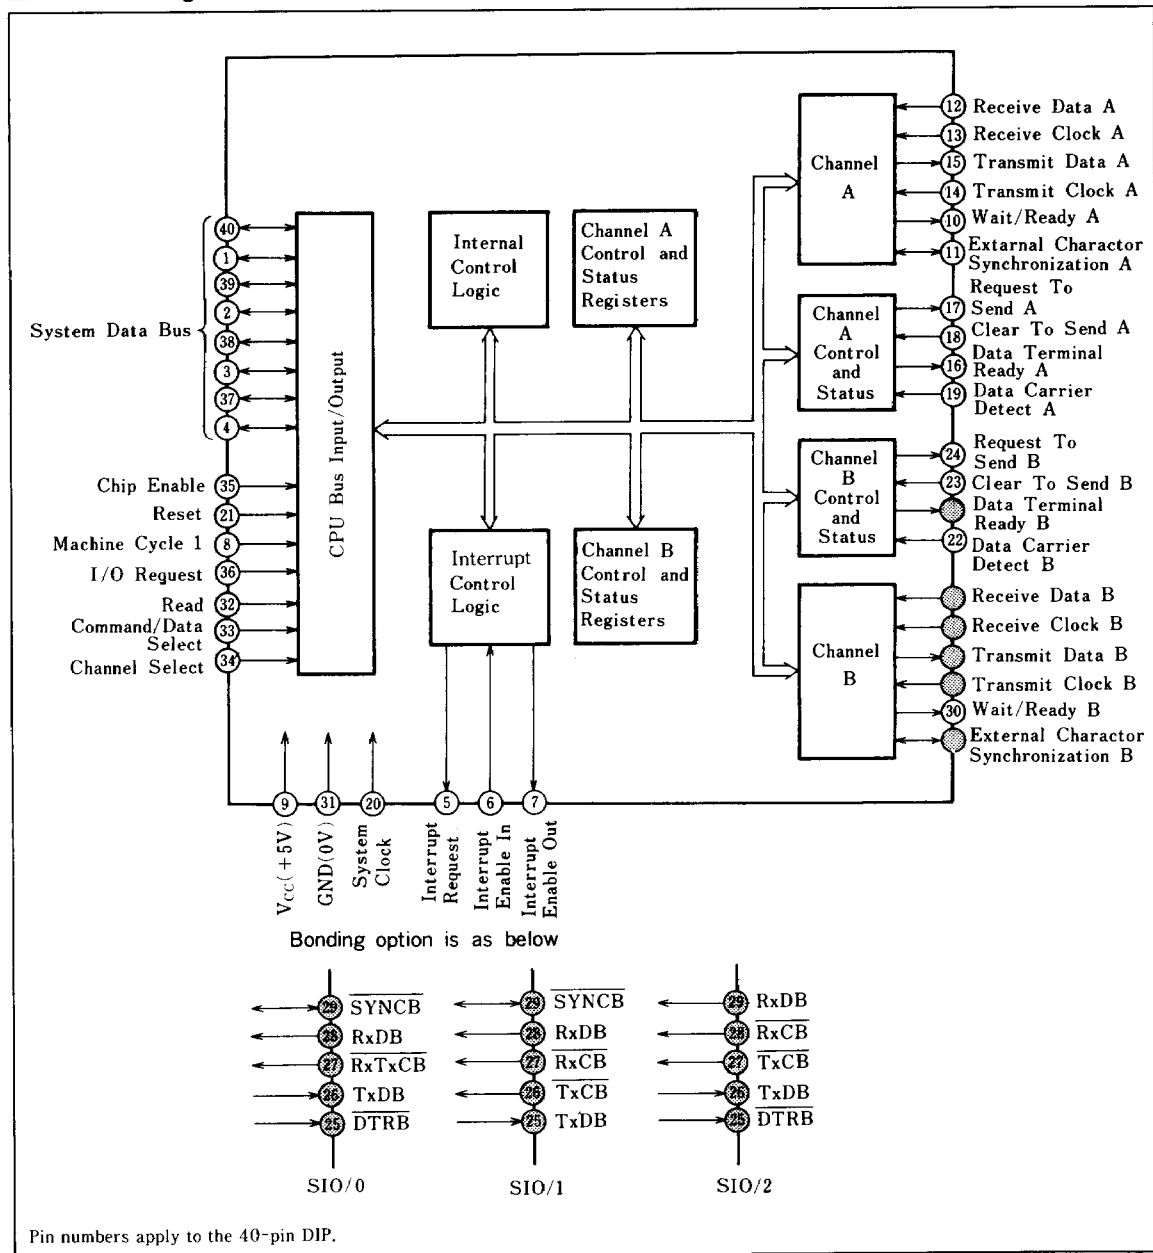 System Data Bus
40
1
39
2
38
3
37
4
Chip Enable
35
Reset
21
Machine Cycle 1
8
I/O Request
36
Read
32
Command/Data
Select
33
Channel Select
34
CPU Bus Input/Output
Internal
Control
Logic
Channel A
Control and
Status
Registers
Interrupt
Control
Logic
Channel B
Control and
Status
Registers
Channel
A
Channel
A
Control
and
Status
Channel
B
Control
and
Status
Channel
B
12 Receive Data A
13 Receive Clock A
15 Transmit Data A
14 Transmit Clock A
10 Wait/Ready A
11 Extarnal Charactor
Synchronization A
17 Request To
Send A
18 Clear To Send A
16 Data Terminal
Ready A
19 Data Carrier
Detect A
24 Request To
Send B
23 Clear To Send B
Data Terminal
Ready B
22 Data Carrier
Detect B
Receive Data B
Receive Clock B
Transmit Data B
Transmit Clock B
30 Wait/Ready B
External Charactor
Synchronization B
9
31
20
5
6
7
Vcc(+5V)
GND(0V)
System
Clock
Interrupt
Request
Interrupt
Enable In
Interrupt
Enable Out
Bonding option is as below
29 SYNCB
28 RxDB
27 RxTxCB
26 TxDB
25 DTRB
SIO/0
29 SYNCB
28 RxDB
27 RxCB
26 TxCB
25 TxDB
SIO/1
29 RxDB
28 RxCB
27 TxCB
26 TxDB
25 DTRB
SIO/2
Pin numbers apply to the 40-pin DIP.